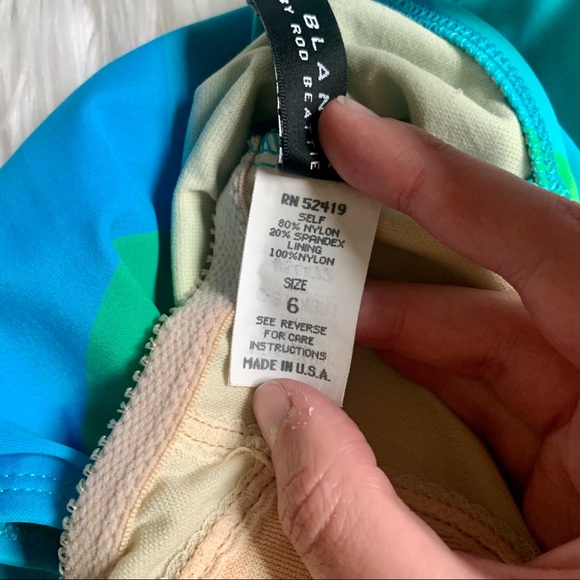 BLAN
BY ROD BEATTIE
RN 52419
SELF
80% NYLON
20% SPANDEX
LINING
100%NYLON
SIZE
6
SEE REVERSE
FOR CARE
INSTRUCTIONS
MADE IN U.S.A.